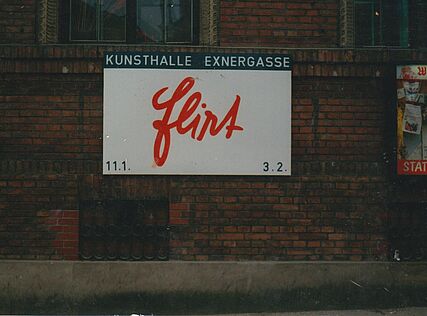 KUNSTHALLE EXNERGASSE
flirt
11.1. 3.2.
STAT